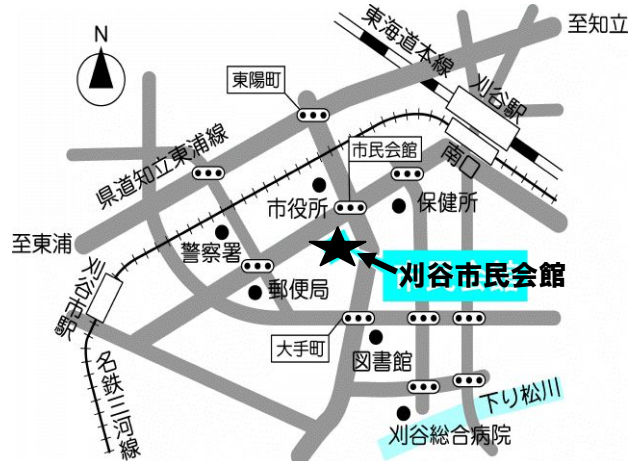 N
至知立
東海道本線
刈谷駅
東陽町
県道知立東浦線
市民会館
南口
市役所
保健所
至東浦
警察署
刈谷市民会館
刈谷市駅
郵便局
大手町
図書館
名鉄三河線
下り松川
刈谷総合病院